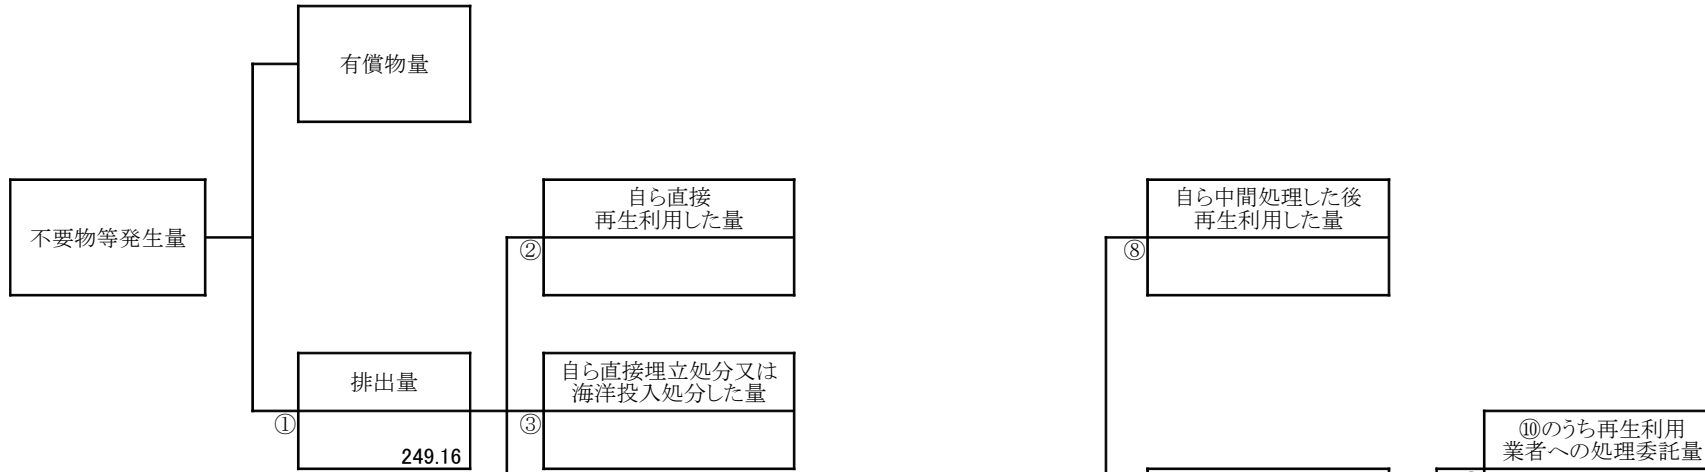 有償物量
不要物等発生量
自ら直接
再生利用した量
②
自ら中間処理した後
再生利用した量
⑧
排出量
①
249.16
自ら直接埋立処分又は
海洋投入処分した量
③
⑩のうち再生利用
業者への処理委託量